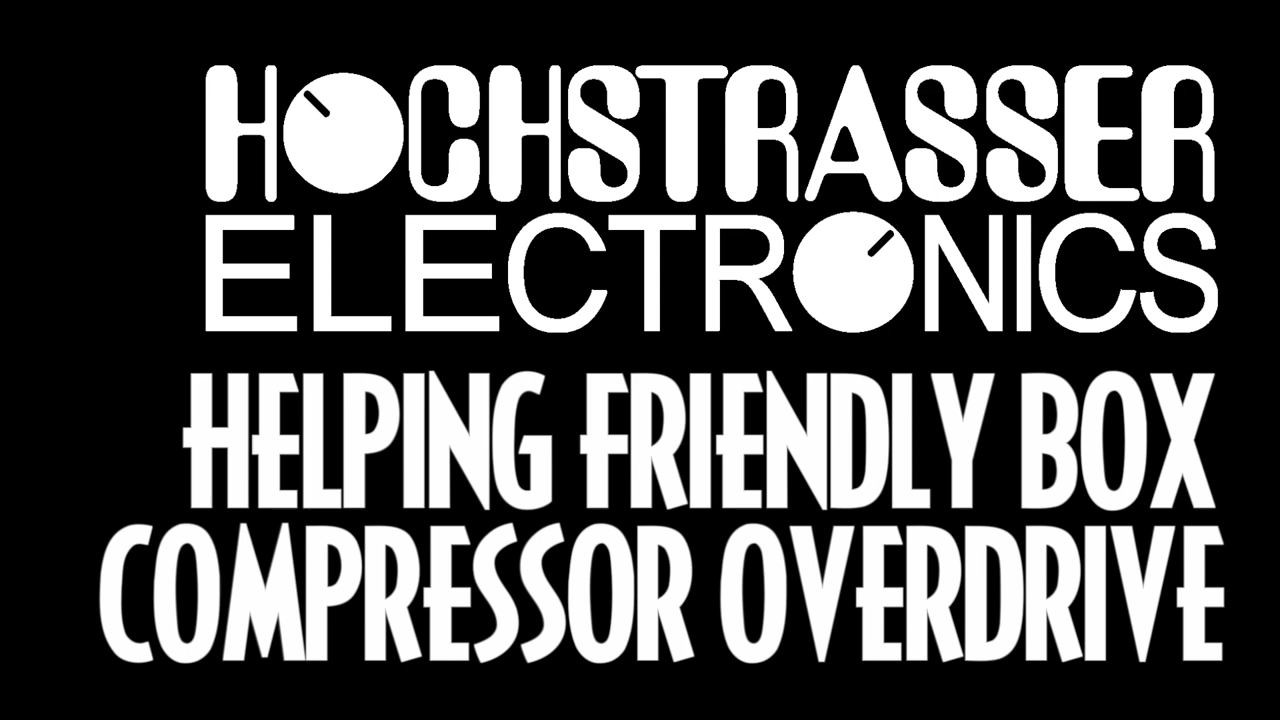 HOCHSTRASSER
ELECTRONICS
HELPING FRIENDLY BOX
COMPRESSOR OVERDRIVE